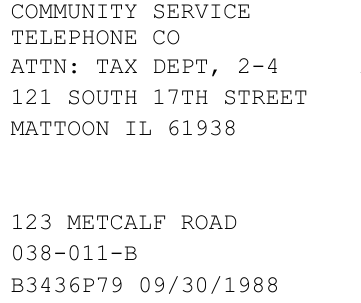 COMMUNITY SERVICE
TELEPHONE CO
ATTN: TAX DEPT, 2-4
121 SOUTH 17TH STREET
MATTOON IL 61938
123 METCALF ROAD
038-011-B
B3436P79 09/30/1988